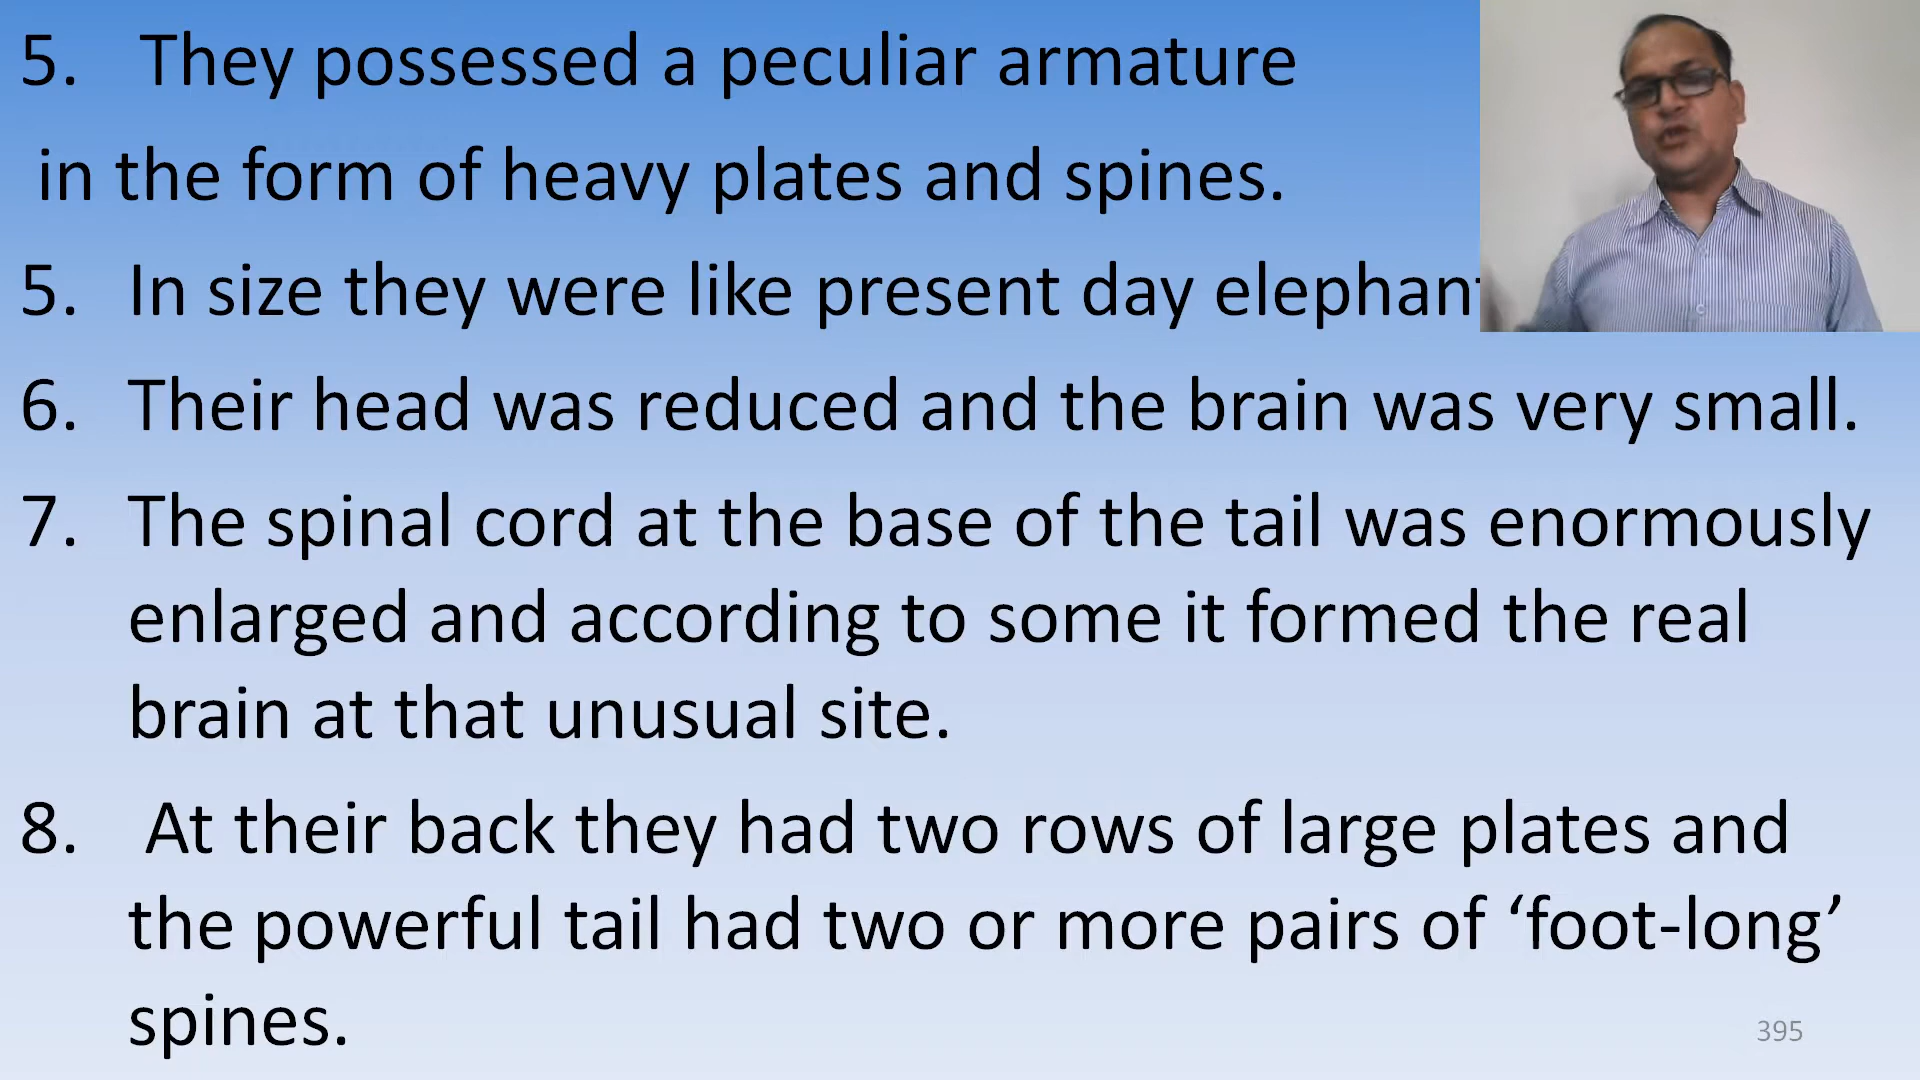 5. They possessed a peculiar armature
in the form of heavy plates and spines.
5. In size they were like present day elephant
6. Their head was reduced and the brain was very small.
7. The spinal cord at the base of the tail was enormously
enlarged and according to some it formed the real
brain at that unusual site.
8. At their back they had two rows of large plates and
the powerful tail had two or more pairs of ‘foot-long’
spines.
395